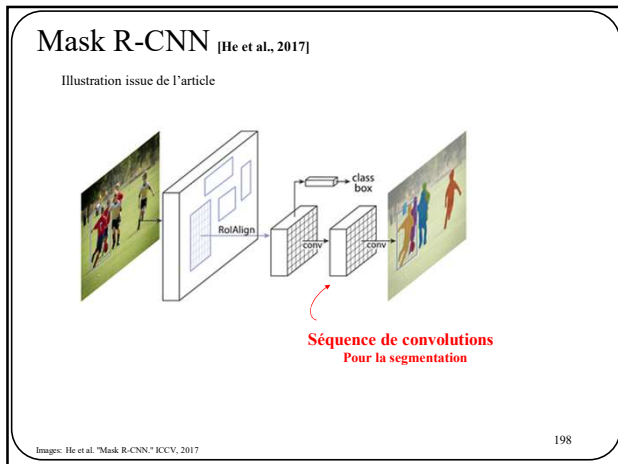 Mask R-CNN [He et al., 2017]
Illustration issue de l'article
class
box
RoIAlign
conv
conv
Séquence de convolutions
Pour la segmentation
198
Images: He et al. "Mask R-CNN." ICCV, 2017